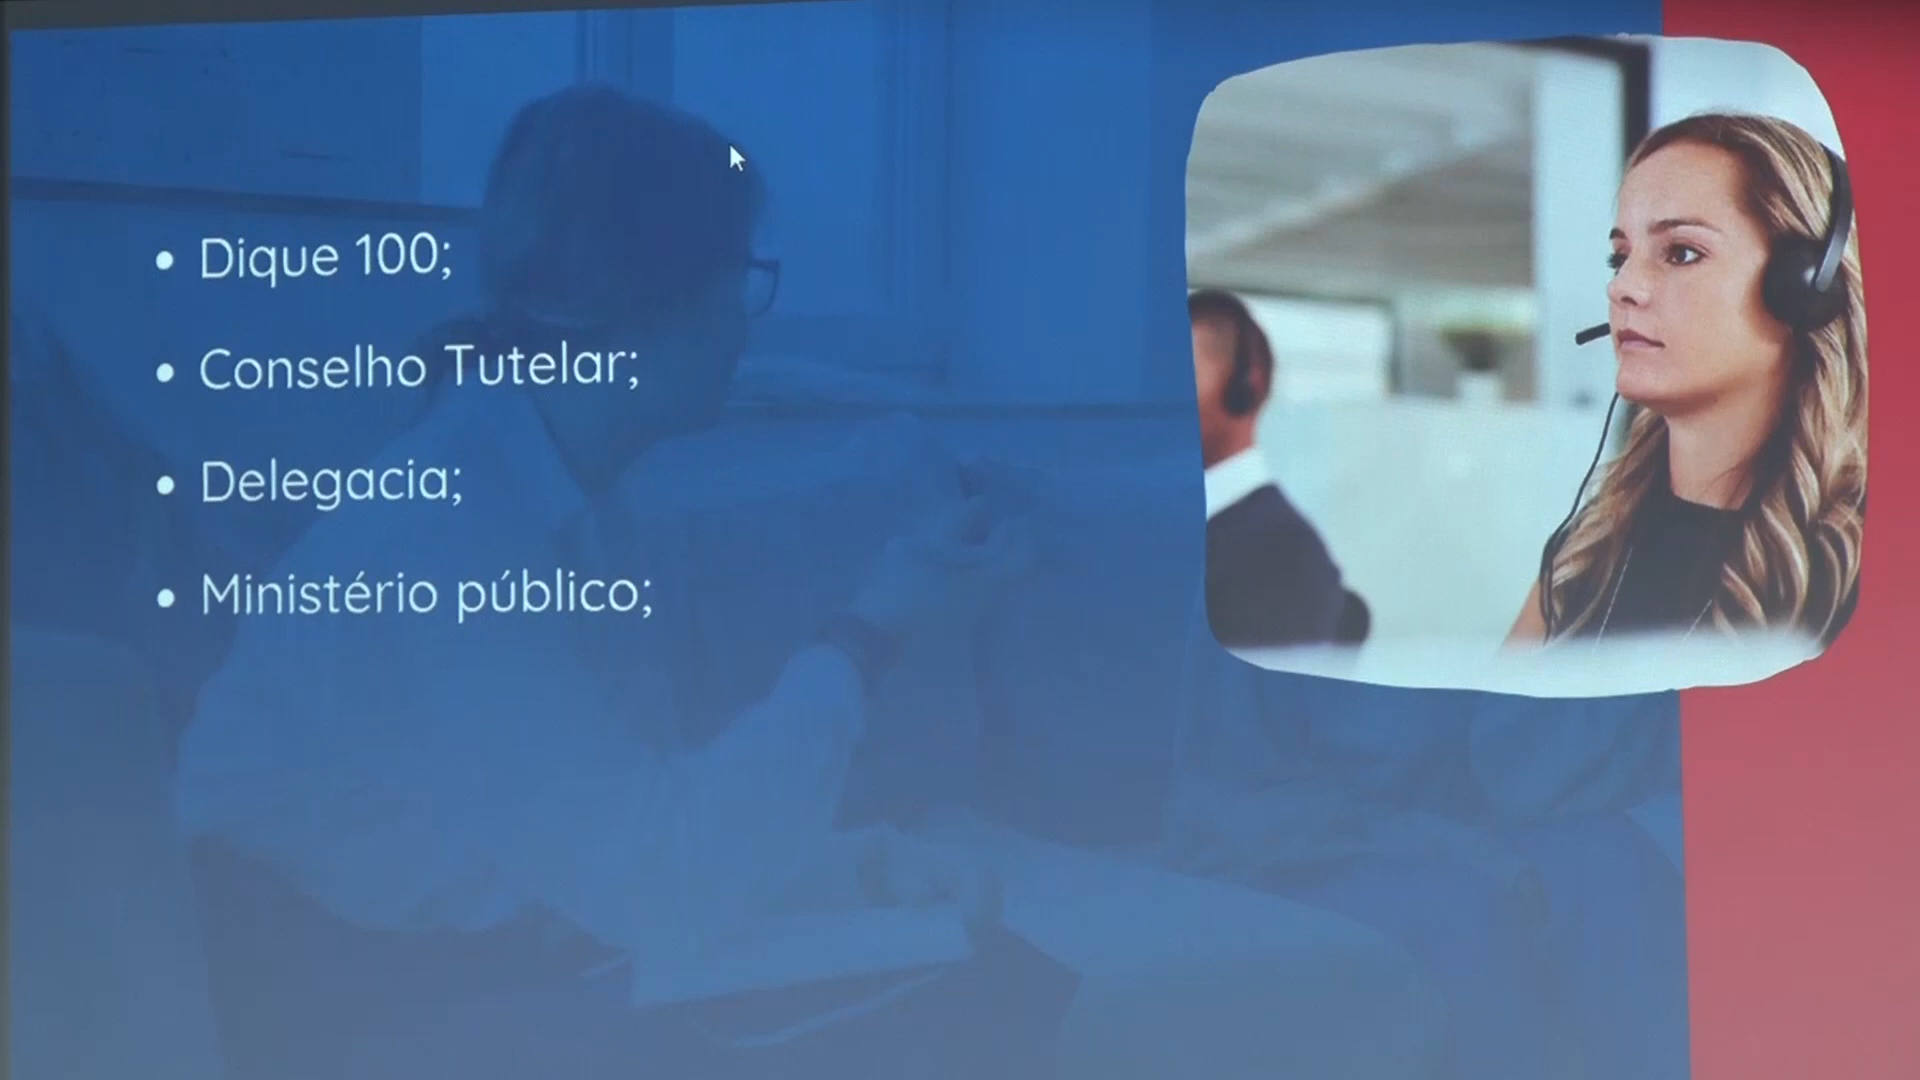 • Dique 100;
• Conselho Tutelar;
• Delegacia;
• Ministério público;